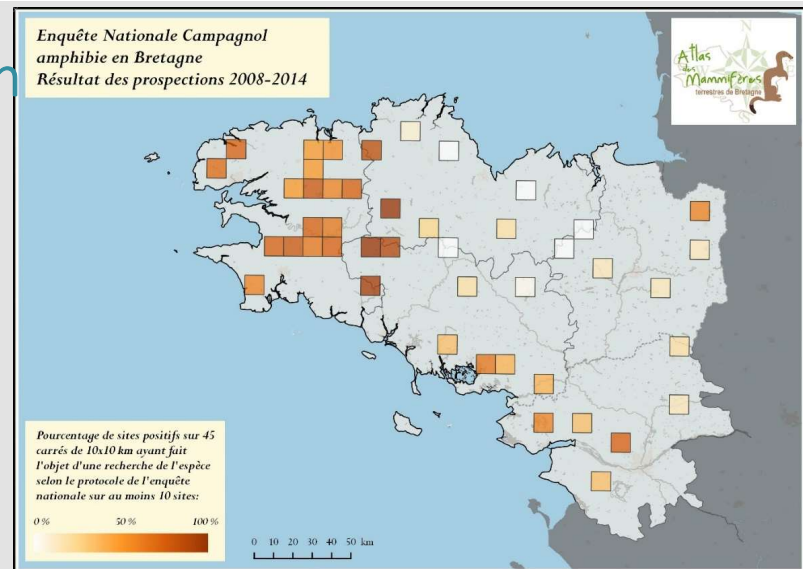 Enquête Nationale Campagnol
amphibie en Bretagne
Résultat des prospections 2008-2014
Atlas
des
Mammifères
terrestres de Bretagne
Pourcentage de sites positifs sur 45
carrés de 10x10 km ayant fait
l'objet d'une recherche de l'espèce
selon le protocole de l'enquête
nationale sur au moins 10 sites:
0 % 50 % 100 %
0 10 20 30 40 50 km